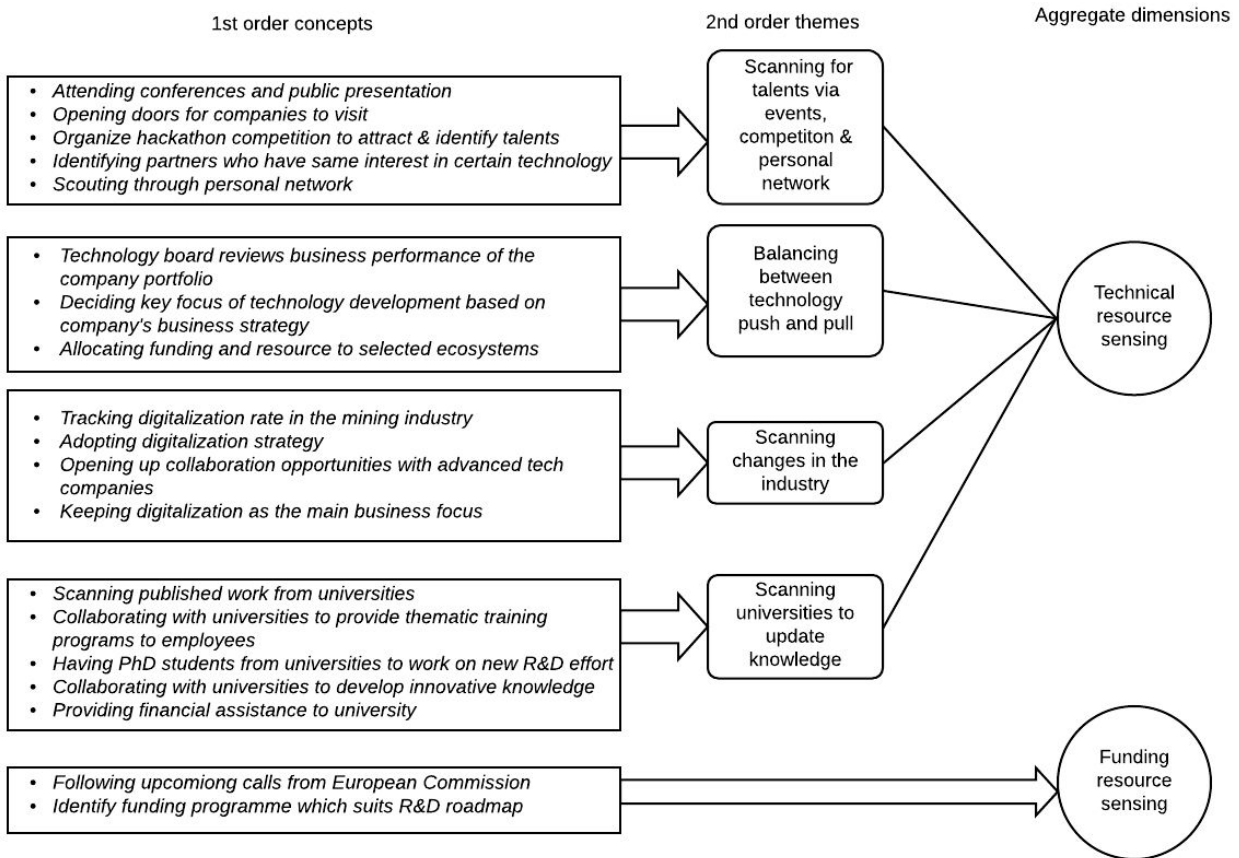 1st order concepts
2nd order themes
Aggregate dimensions
• Attending conferences and public presentation
• Opening doors for companies to visit
• Organize hackathon competition to attract & identify talents
• Identifying partners who have same interest in certain technology
• Scouting through personal network
Scanning for
talents via
events,
competiton &
personal
network
• Technology board reviews business performance of the
company portfolio
• Deciding key focus of technology development based on
company's business strategy
• Allocating funding and resource to selected ecosystems
Balancing
between
technology
push and pull
Technical
resource
sensing
• Tracking digitalization rate in the mining industry
• Adopting digitalization strategy
• Opening up collaboration opportunities with advanced tech
companies
• Keeping digitalization as the main business focus
Scanning
changes in the
industry
• Scanning published work from universities
• Collaborating with universities to provide thematic training
programs to employees
• Having PhD students from universities to work on new R&D effort
• Collaborating with universities to develop innovative knowledge
• Providing financial assistance to university
Scanning
universities to
update
knowledge
• Following upcomiong calls from European Commission
• Identify funding programme which suits R&D roadmap
Funding
resource
sensing